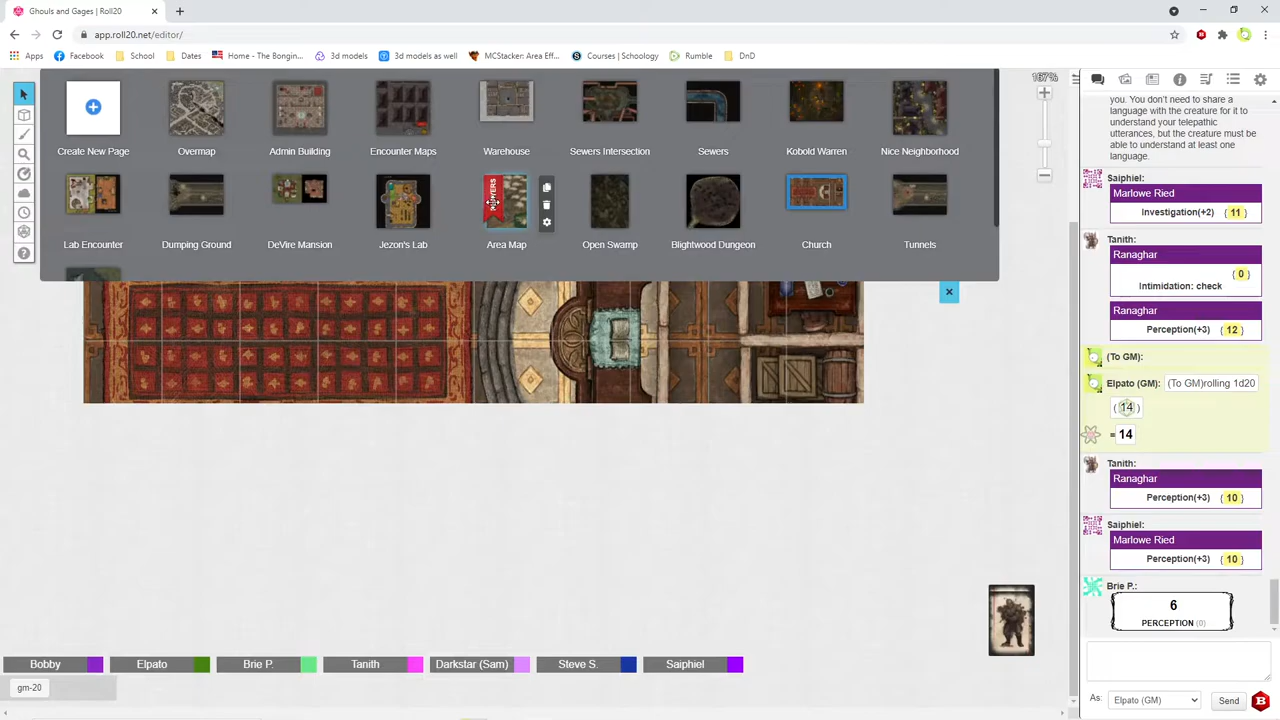 Ghouls and Gages | Roll20
app.roll20.net/editor/
Apps
Facebook
School
Dates
Home - The Bonging...
3d models
3d models as well
MCStacker: Area Eff...
Courses | Schoology
Rumble
DnD
167%
Create New Page
Overmap
Admin Building
Encounter Maps
Warehouse
Sewers Intersection
Sewers
Kobold Warren
Nice Neighborhood
Lab Encounter
Dumping Ground
DeVire Mansion
Jezon's Lab
PLAYERS
Area Map
Open Swamp
Blightwood Dungeon
Church
Tunnels
you. You don't need to share a
language with the creature for it to
understand your telepathic
utterances, but the creature must be
able to understand at least one
language.
Saiphiel:
Marlowe Ried
Investigation(+2) ( 11 )
Tanith:
Ranaghar
( 0 )
Intimidation: check
Ranaghar
Perception(+3) ( 12 )
(To GM):
Elpato (GM): (To GM)rolling 1d20
( 14 )
= 14
Tanith:
Ranaghar
Perception(+3) ( 10 )
Saiphiel:
Marlowe Ried
Perception(+3) ( 10 )
Brie P.:
6
PERCEPTION (0)
Bobby
Elpato
Brie P.
Tanith
Darkstar (Sam)
Steve S.
Saiphiel
gm-20
As: Elpato (GM) Send